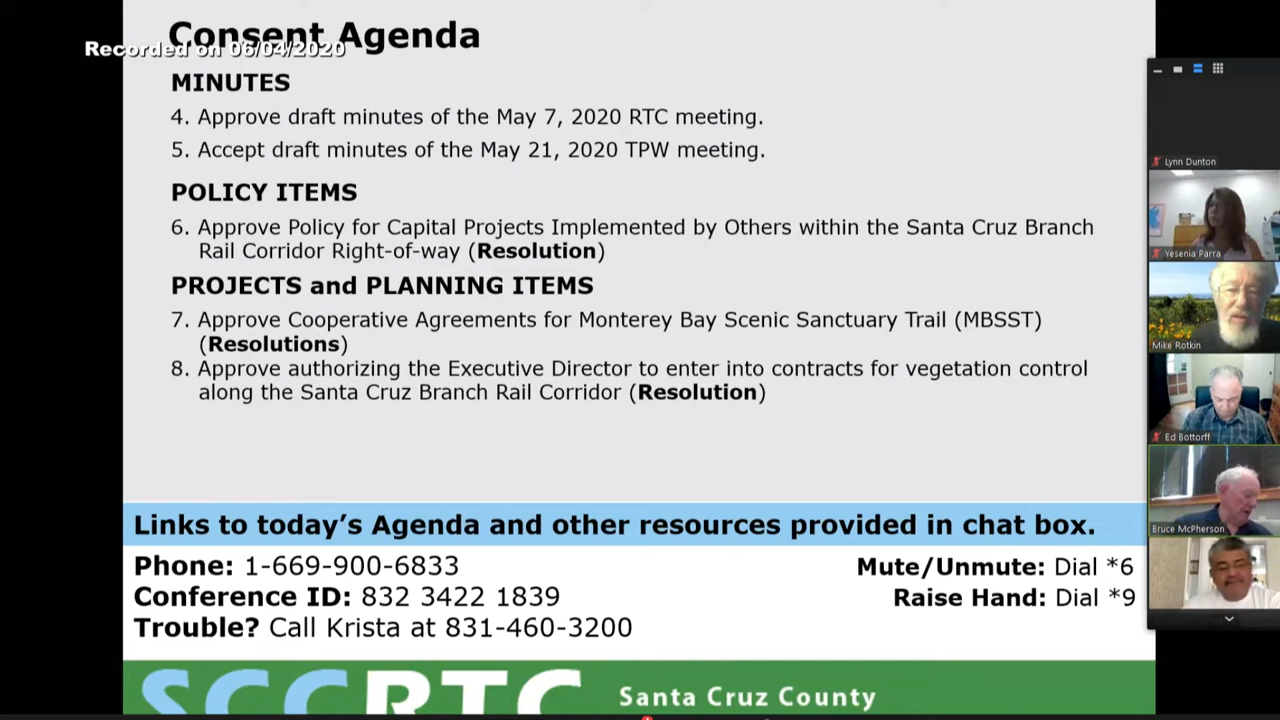 Consent Agenda
Recorded on 06/04/2020
MINUTES
4. Approve draft minutes of the May 7, 2020 RTC meeting.
5. Accept draft minutes of the May 21, 2020 TPW meeting.
POLICY ITEMS
6. Approve Policy for Capital Projects Implemented by Others within the Santa Cruz Branch
Rail Corridor Right-of-way (Resolution)
PROJECTS and PLANNING ITEMS
7. Approve Cooperative Agreements for Monterey Bay Scenic Sanctuary Trail (MBSST)
(Resolutions)
8. Approve authorizing the Executive Director to enter into contracts for vegetation control
along the Santa Cruz Branch Rail Corridor (Resolution)
Links to today's Agenda and other resources provided in chat box.
Phone: 1-669-900-6833
Conference ID: 832 3422 1839
Trouble? Call Krista at 831-460-3200
Mute/Unmute: Dial *6
Raise Hand: Dial *9
SCCRTC
Santa Cruz County
Lynn Dunton
Yesenia Parra
Mike Rotkin
Ed Bottorff
Bruce McPherson